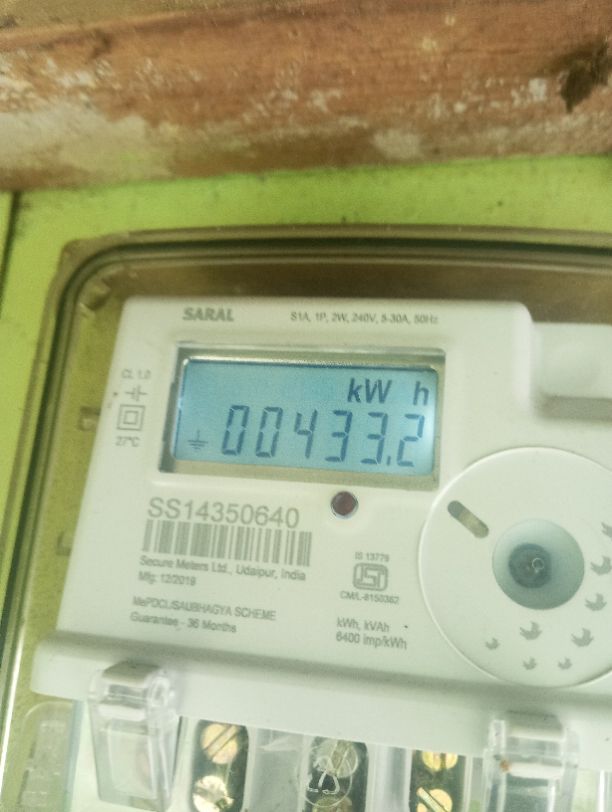 SARAL
S1A, 1P, 2W, 240V, 5-30A, 50Hz
CL 1.0
27°C
kW h
00433.2
SS14350640
Secure Meters Ltd., Udaipur, India
Mfg: 12/2019
MePDCL/SAUBHAGYA SCHEME
Guarantee - 36 Months
IS 13779
ISI
CM/L-8150362
kWh, kVAh
6400 imp/kWh